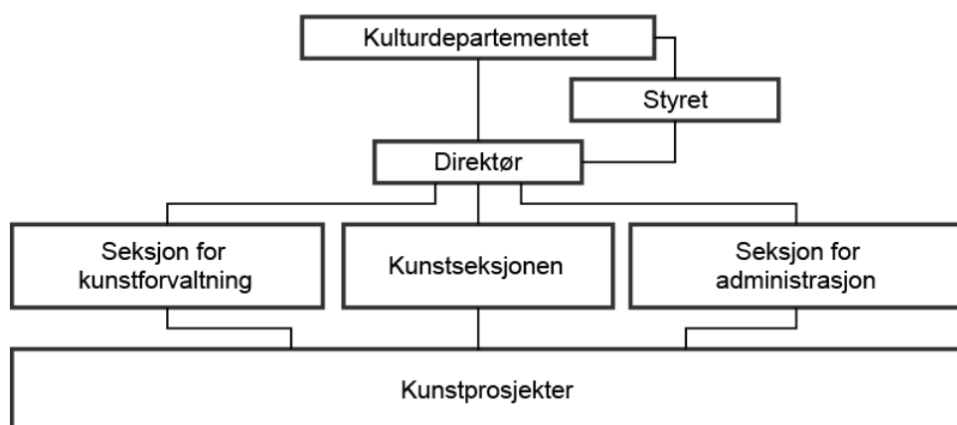 Kulturdepartementet
Styret
Direktør
Seksjon for
kunstforvaltning
Kunstseksjonen
Seksjon for
administrasjon
Kunstprosjekter